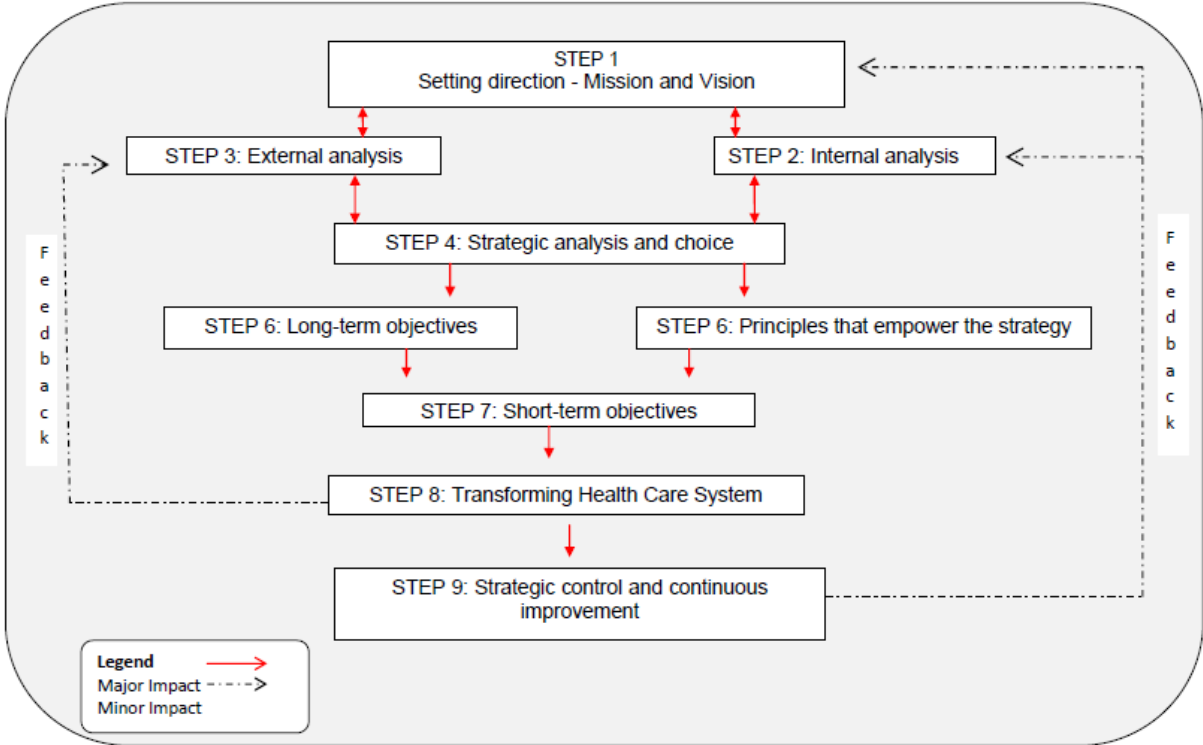 STEP 1
Setting direction - Mission and Vision
STEP 3: External analysis
STEP 2: Internal analysis
STEP 4: Strategic analysis and choice
STEP 6: Long-term objectives
STEP 6: Principles that empower the strategy
STEP 7: Short-term objectives
STEP 8: Transforming Health Care System
STEP 9: Strategic control and continuous
improvement
F
e
e
d
b
a
c
k
F
e
e
d
b
a
c
k
Legend
Major Impact
Minor Impact